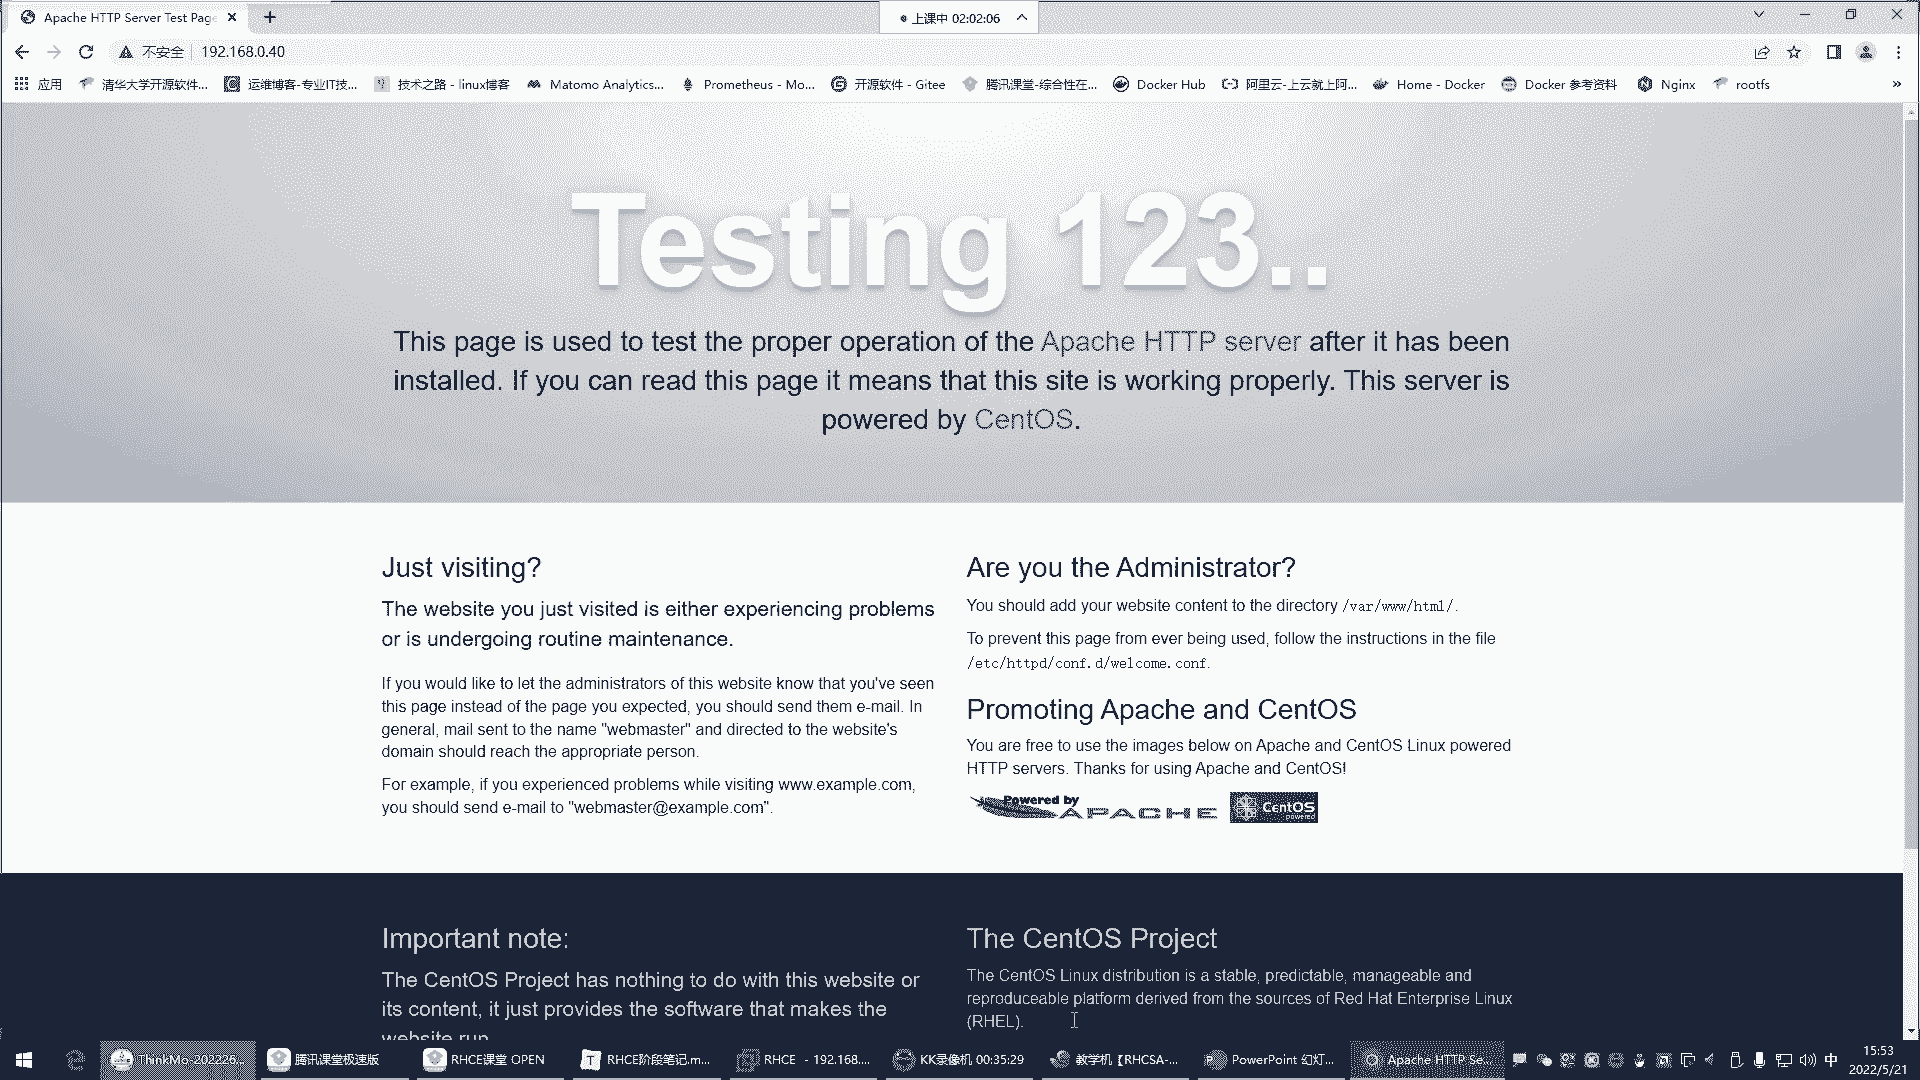 Apache HTTP Server Test Page
上课中 02:02:06
不安全 192.168.0.40
应用 清华大学开源软件... 运维博客-专业IT技... 技术之路 - linux博客 Matomo Analytics... Prometheus - Mo... 开源软件 - Gitee 腾讯课堂-综合性在... Docker Hub 阿里云-上云就上阿... Home - Docker Docker 参考资料 Nginx rootfs »
Testing 123..
This page is used to test the proper operation of the Apache HTTP server after it has been
installed. If you can read this page it means that this site is working properly. This server is
powered by CentOS.
Just visiting?
The website you just visited is either experiencing problems
or is undergoing routine maintenance.
If you would like to let the administrators of this website know that you've seen
this page instead of the page you expected, you should send them e-mail. In
general, mail sent to the name "webmaster" and directed to the website's
domain should reach the appropriate person.
For example, if you experienced problems while visiting www.example.com,
you should send e-mail to "webmaster@example.com".
Are you the Administrator?
You should add your website content to the directory /var/www/html/.
To prevent this page from ever being used, follow the instructions in the file
/etc/httpd/conf.d/welcome.conf.
Promoting Apache and CentOS
You are free to use the images below on Apache and CentOS Linux powered
HTTP servers. Thanks for using Apache and CentOS!
Powered by
APACHE
CentOS
powered
Important note:
The CentOS Project has nothing to do with this website or
its content, it just provides the software that makes the
website run.
The CentOS Project
The CentOS Linux distribution is a stable, predictable, manageable and
reproduceable platform derived from the sources of Red Hat Enterprise Linux
(RHEL).
ThinkMo-202226... 腾讯课堂极速版 RHCE课堂 OPEN RHCE阶段笔记.m... RHCE - 192.168.... KK录像机 00:35:29 教学机【RHCSA-... PowerPoint 幻灯... Apache HTTP Se... 中
15:53
2022/5/21